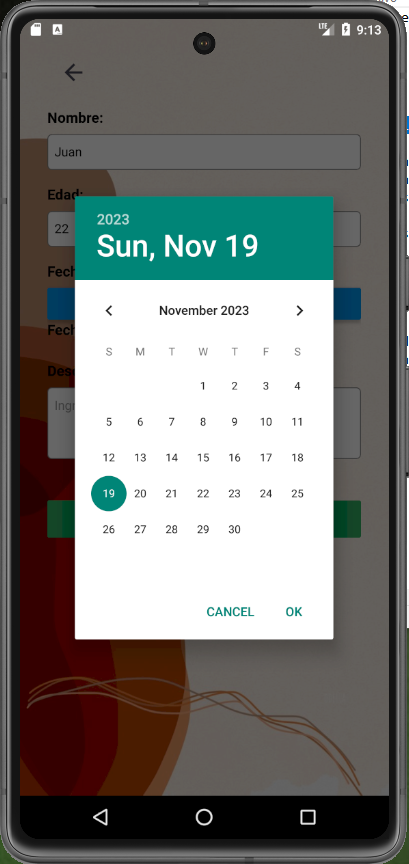 LTE 9:13
Nombre:
Juan
Edad:
22
Fech
Fech
Des
Ing
2023
Sun, Nov 19
November 2023
S M T W T F S
1 2 3 4
5 6 7 8 9 10 11
12 13 14 15 16 17 18
19 20 21 22 23 24 25
26 27 28 29 30
CANCEL OK